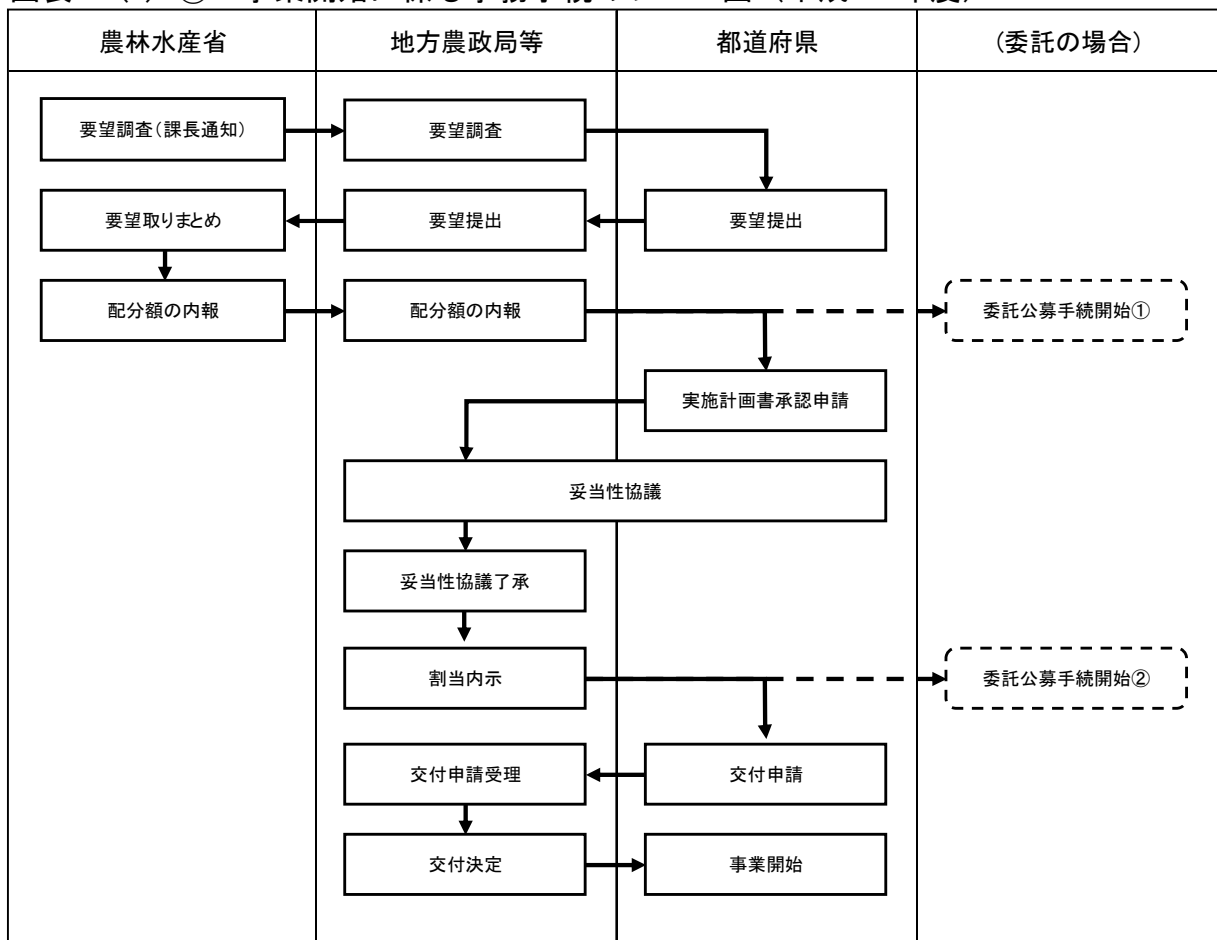 農林水産省 地方農政局等 都道府県 (委託の場合)
要望調査(課長通知) 要望調査
要望取りまとめ 要望提出 要望提出
配分額の内報 配分額の内報 委託公募手続開始①
実施計画書承認申請
妥当性協議
妥当性協議了承
割当内示 委託公募手続開始②
交付申請受理 交付申請
交付決定 事業開始